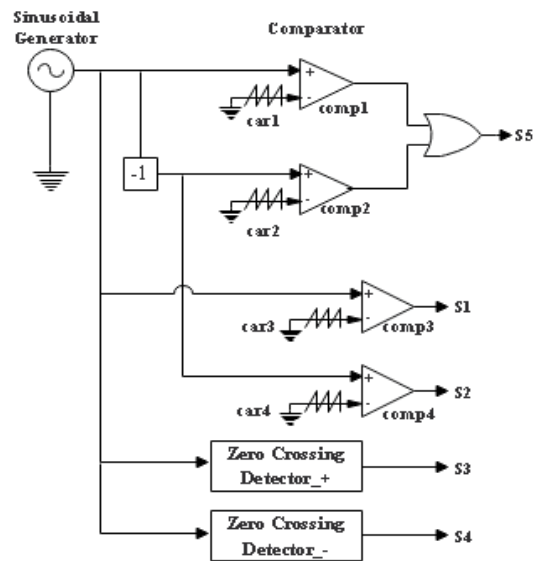 Sinusoidal
Generator
Comparator
+
-
car1
comp1
S5
-1
+
-
car2
comp2
+
-
car3
comp3
S1
+
-
car4
comp4
S2
Zero Crossing
Detector_+
S3
Zero Crossing
Detector_-
S4